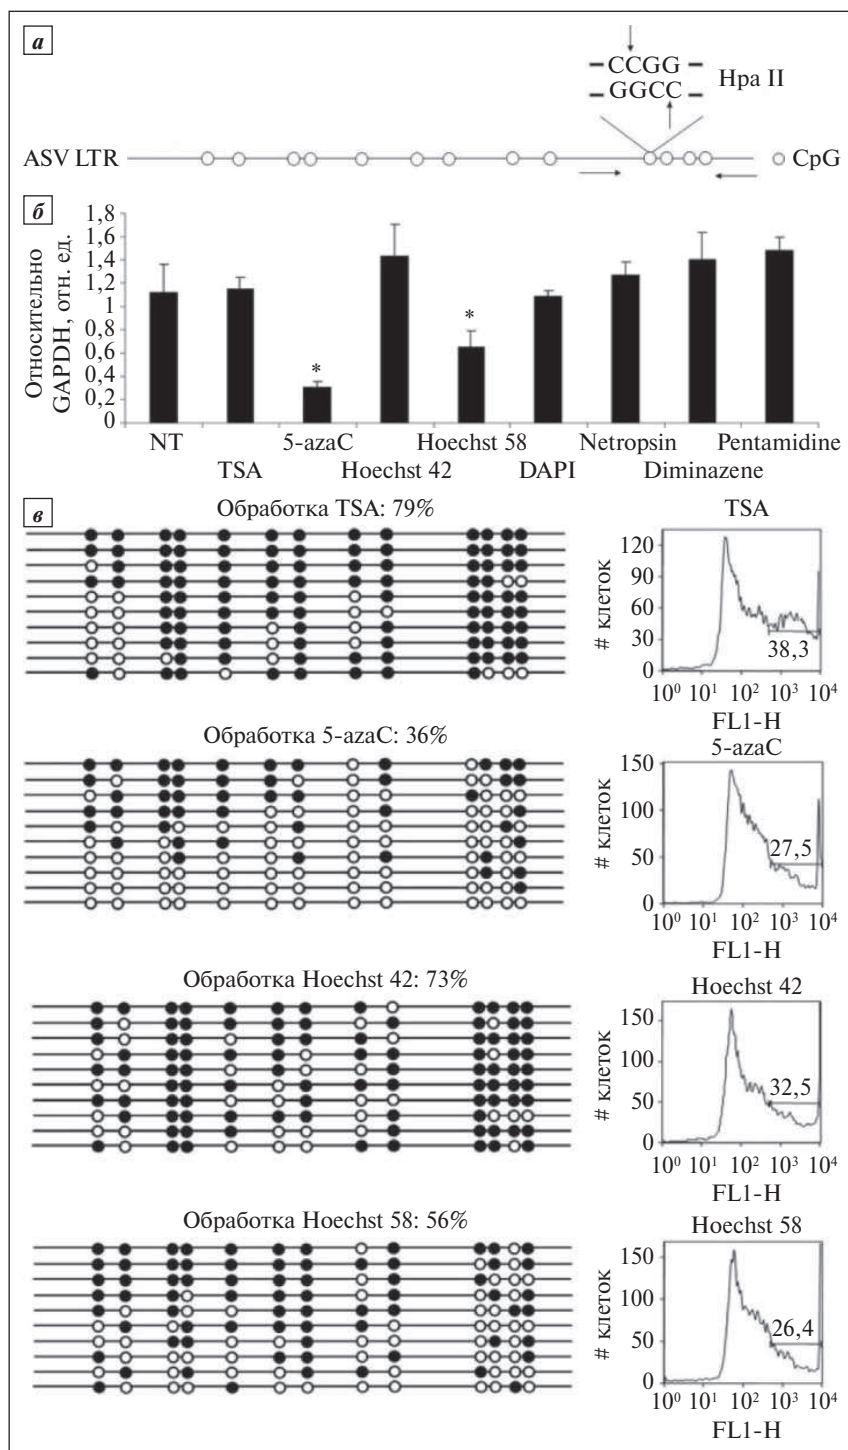 а
CCGG
GGCC
Hpa II
ASV LTR
CpG
б
Относительно
GAPDH, отн. ед.
1,8
1,6
1,4
1,2
1
0,8
0,6
0,4
0,2
0
*
*
NT
5-azaC
Hoechst 58
Netropsin
Pentamidine
TSA
Hoechst 42
DAPI
Diminazene
в
Обработка TSA: 79%
TSA
# клеток
120
90
60
30
0
38,3
10⁰ 10¹ 10² 10³ 10⁴
FL1-H
Обработка 5-azaC: 36%
5-azaC
# клеток
150
100
50
0
27,5
10⁰ 10¹ 10² 10³ 10⁴
FL1-H
Обработка Hoechst 42: 73%
Hoechst 42
# клеток
150
100
50
0
32,5
10⁰ 10¹ 10² 10³ 10⁴
FL1-H
Обработка Hoechst 58: 56%
Hoechst 58
# клеток
150
100
50
0
26,4
10⁰ 10¹ 10² 10³ 10⁴
FL1-H